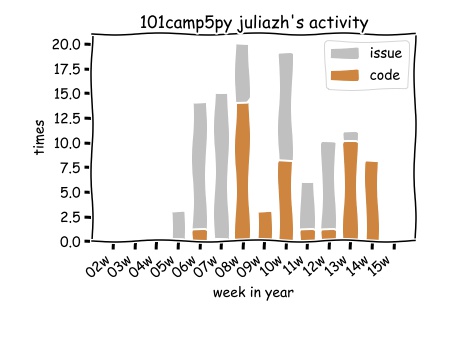 101camp5py juliazh's activity
issue
code
20.0
17.5
15.0
12.5
10.0
7.5
5.0
2.5
0.0
times
02w 03w 04w 05w 06w 07w 08w 09w 10w 11w 12w 13w 14w 15w
week in year